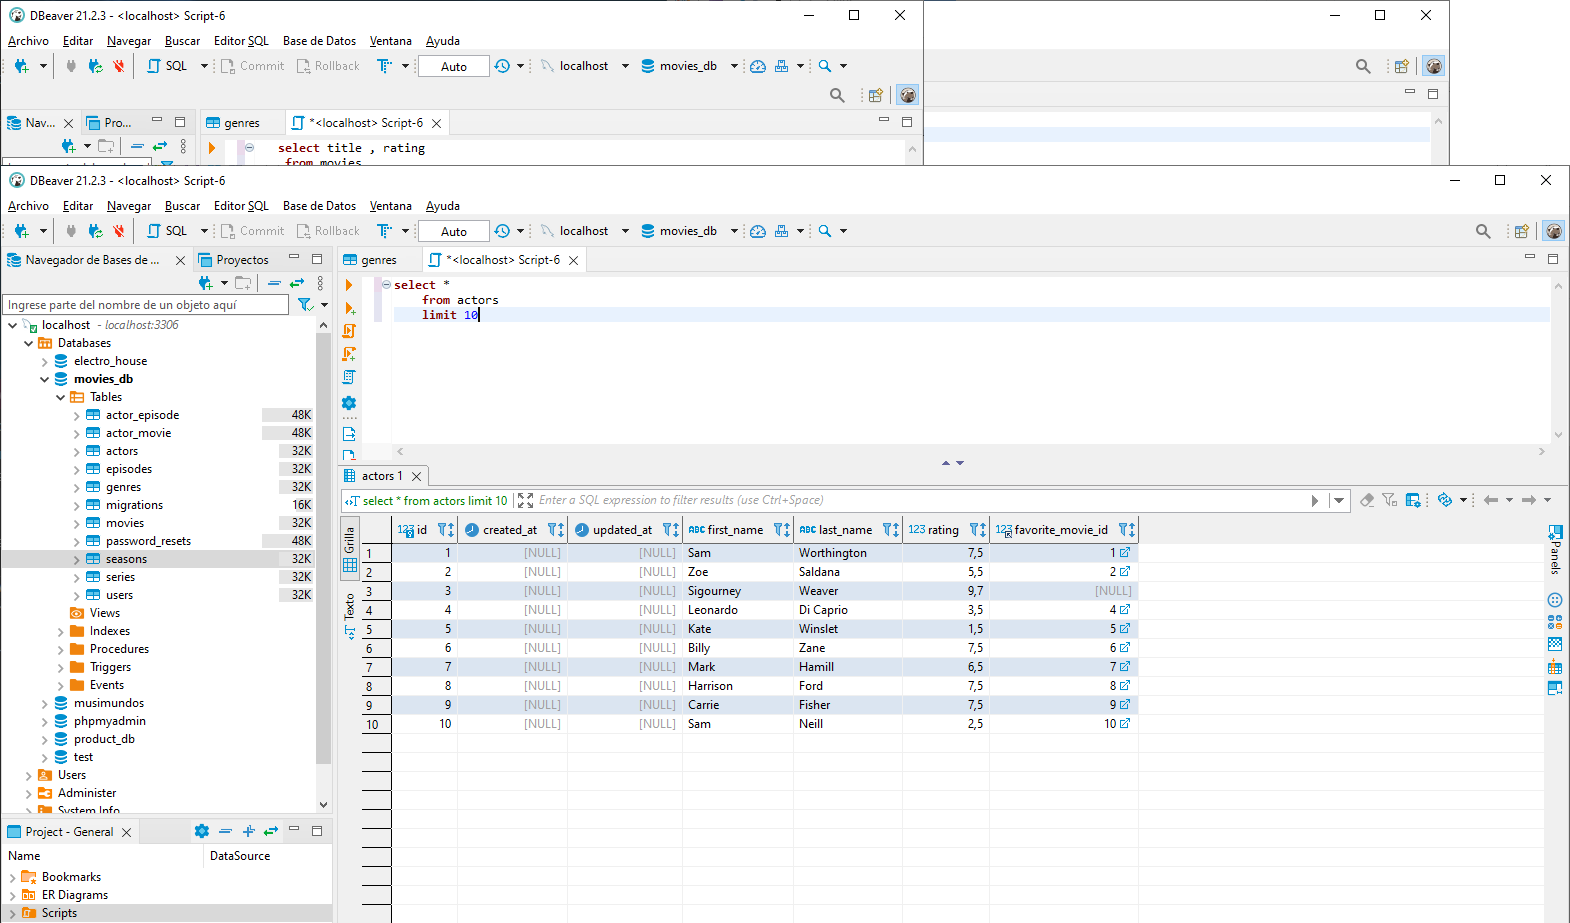 DBeaver 21.2.3 - <localhost> Script-6
Archivo Editar Navegar Buscar Editor SQL Base de Datos Ventana Ayuda
SQL Commit Rollback Auto localhost movies_db
Nav... Pro... genres *<localhost> Script-6
select title , rating
from movies
DBeaver 21.2.3 - <localhost> Script-6
Archivo Editar Navegar Buscar Editor SQL Base de Datos Ventana Ayuda
SQL Commit Rollback Auto localhost movies_db
Navegador de Bases de ... Proyectos genres *<localhost> Script-6
Ingrese parte del nombre de un objeto aquí
localhost - localhost:3306
Databases
electro_house
movies_db
Tables
actor_episode 48K
actor_movie 48K
actors 32K
episodes 32K
genres 32K
migrations 16K
movies 32K
password_resets 48K
seasons 32K
series 32K
users 32K
Views
Indexes
Procedures
Triggers
Events
musimundos
phpmyadmin
product_db
test
Users
Administer
System Info
Project - General
Name DataSource
Bookmarks
ER Diagrams
Scripts
select *
from actors
limit 10
actors 1
select * from actors limit 10 Enter a SQL expression to filter results (use Ctrl+Space)
Grilla
Texto
Panels
123 id created_at updated_at ABC first_name ABC last_name 123 rating 123 favorite_movie_id
1 1 [NULL] [NULL] Sam Worthington 7,5 1
2 2 [NULL] [NULL] Zoe Saldana 5,5 2
3 3 [NULL] [NULL] Sigourney Weaver 9,7 [NULL]
4 4 [NULL] [NULL] Leonardo Di Caprio 3,5 4
5 5 [NULL] [NULL] Kate Winslet 1,5 5
6 6 [NULL] [NULL] Billy Zane 7,5 6
7 7 [NULL] [NULL] Mark Hamill 6,5 7
8 8 [NULL] [NULL] Harrison Ford 7,5 8
9 9 [NULL] [NULL] Carrie Fisher 7,5 9
10 10 [NULL] [NULL] Sam Neill 2,5 10